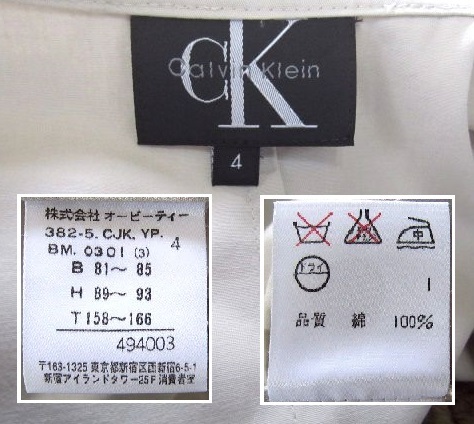 CK
Calvin Klein
4
株式会社 オーピーティー
382-5. CJK. YP. 4
BM. 0301 (3)
B 81〜 85
H 89〜 93
T 158〜 166
494003
〒163-1325 東京都新宿区西新宿6-5-1
新宿アイランドタワー25F 消費者室
中
ドライ
1
品質 綿 100%